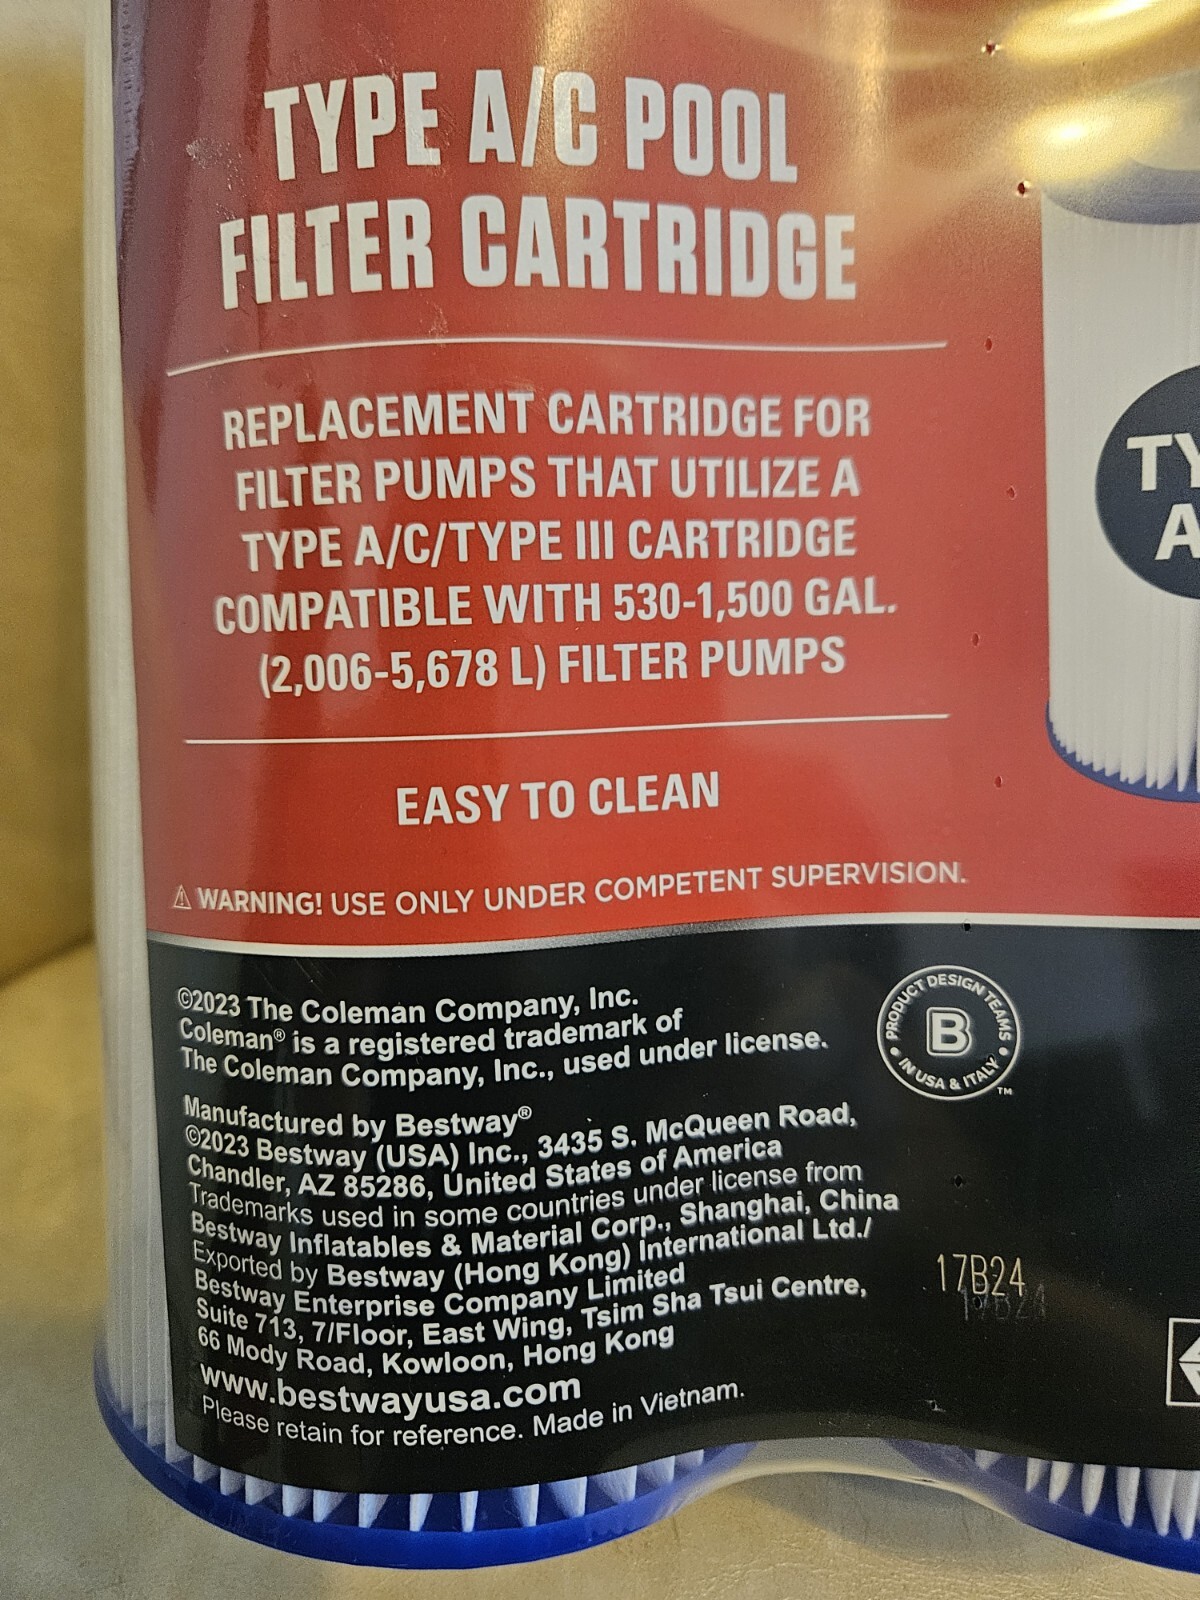 TYPE A/C POOL
FILTER CARTRIDGE
REPLACEMENT CARTRIDGE FOR
FILTER PUMPS THAT UTILIZE A
TYPE A/C/TYPE III CARTRIDGE
COMPATIBLE WITH 530-1,500 GAL.
(2,006-5,678 L) FILTER PUMPS
EASY TO CLEAN
⚠ WARNING! USE ONLY UNDER COMPETENT SUPERVISION.
TY
A
©2023 The Coleman Company, Inc.
Coleman® is a registered trademark of
The Coleman Company, Inc., used under license.
PRODUCT DESIGN TEAMS
B
• IN USA & ITALY •
™
Manufactured by Bestway®
©2023 Bestway (USA) Inc., 3435 S. McQueen Road,
Chandler, AZ 85286, United States of America
Trademarks used in some countries under license from
Bestway Inflatables & Material Corp., Shanghai, China
Exported by Bestway (Hong Kong) International Ltd./
Bestway Enterprise Company Limited
Suite 713, 7/Floor, East Wing, Tsim Sha Tsui Centre,
66 Mody Road, Kowloon, Hong Kong
www.bestwayusa.com
Please retain for reference. Made in Vietnam.
17B24